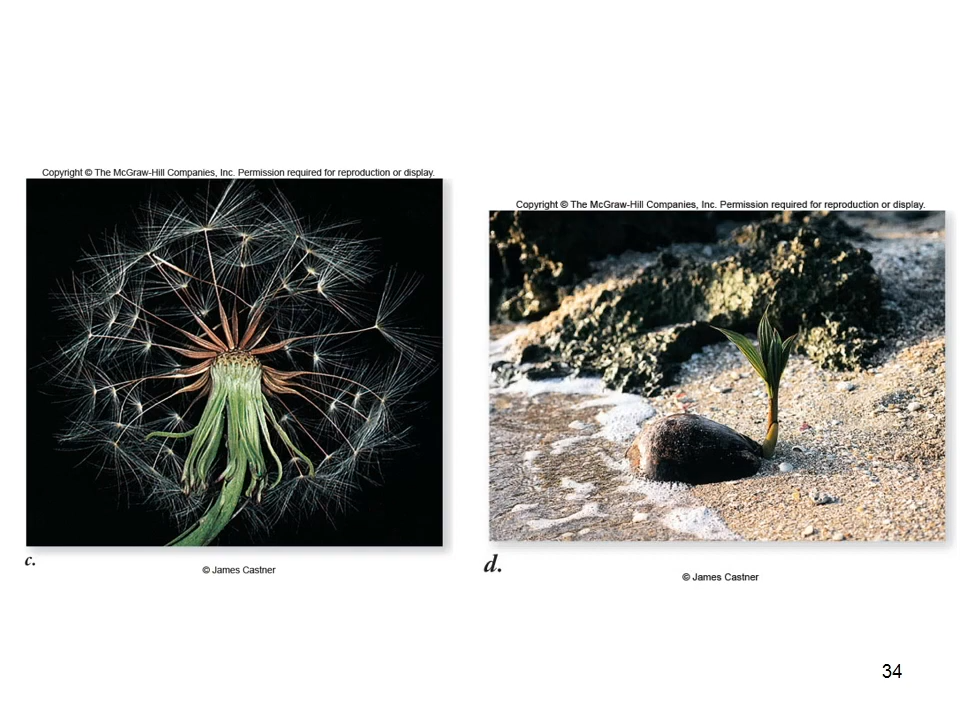 Copyright © The McGraw-Hill Companies, Inc. Permission required for reproduction or display.
c.
© James Castner
Copyright © The McGraw-Hill Companies, Inc. Permission required for reproduction or display.
d.
© James Castner
34